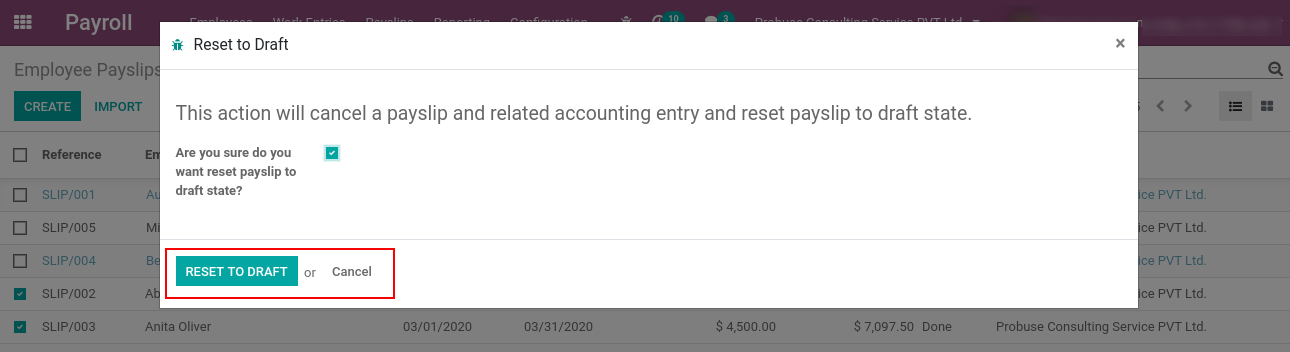 Payroll Employees Work Entries Payslips Reporting Configuration 10 3 Probuse Consulting Service PVT Ltd.
Reset to Draft ×
Employee Payslips
CREATE IMPORT
This action will cancel a payslip and related accounting entry and reset payslip to draft state.
Reference
Are you sure do you
want reset payslip to
draft state?
SLIP/001 ice PVT Ltd.
SLIP/005 ice PVT Ltd.
SLIP/004 ice PVT Ltd.
RESET TO DRAFT or Cancel
SLIP/002 ice PVT Ltd.
SLIP/003 Anita Oliver 03/01/2020 03/31/2020 $ 4,500.00 $ 7,097.50 Done Probuse Consulting Service PVT Ltd.